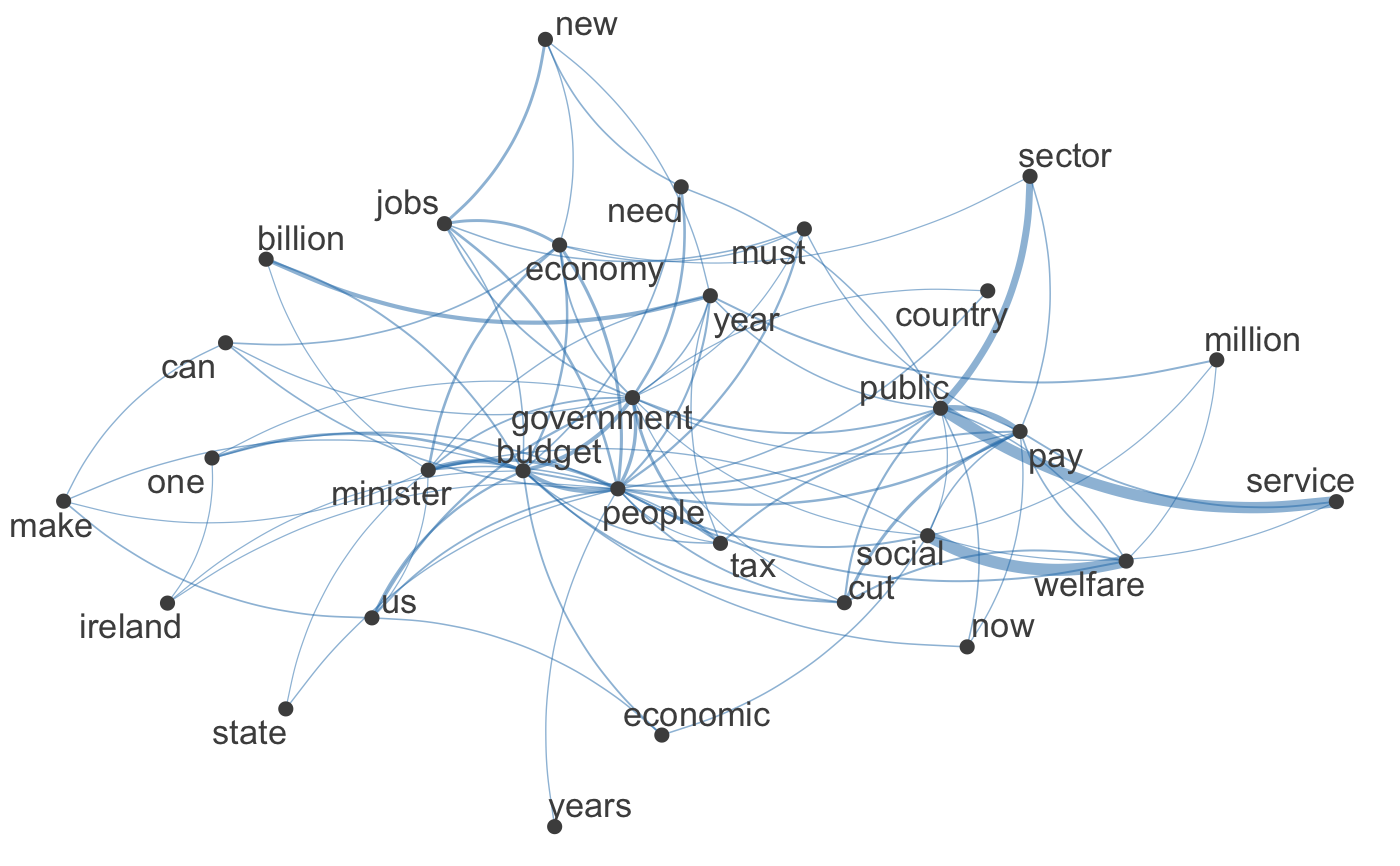 new
sector
jobs
need
billion
must
economy
country
year
million
can
public
government
budget
pay
one
service
minister
make
people
social
tax
welfare
cut
us
ireland
now
economic
state
years